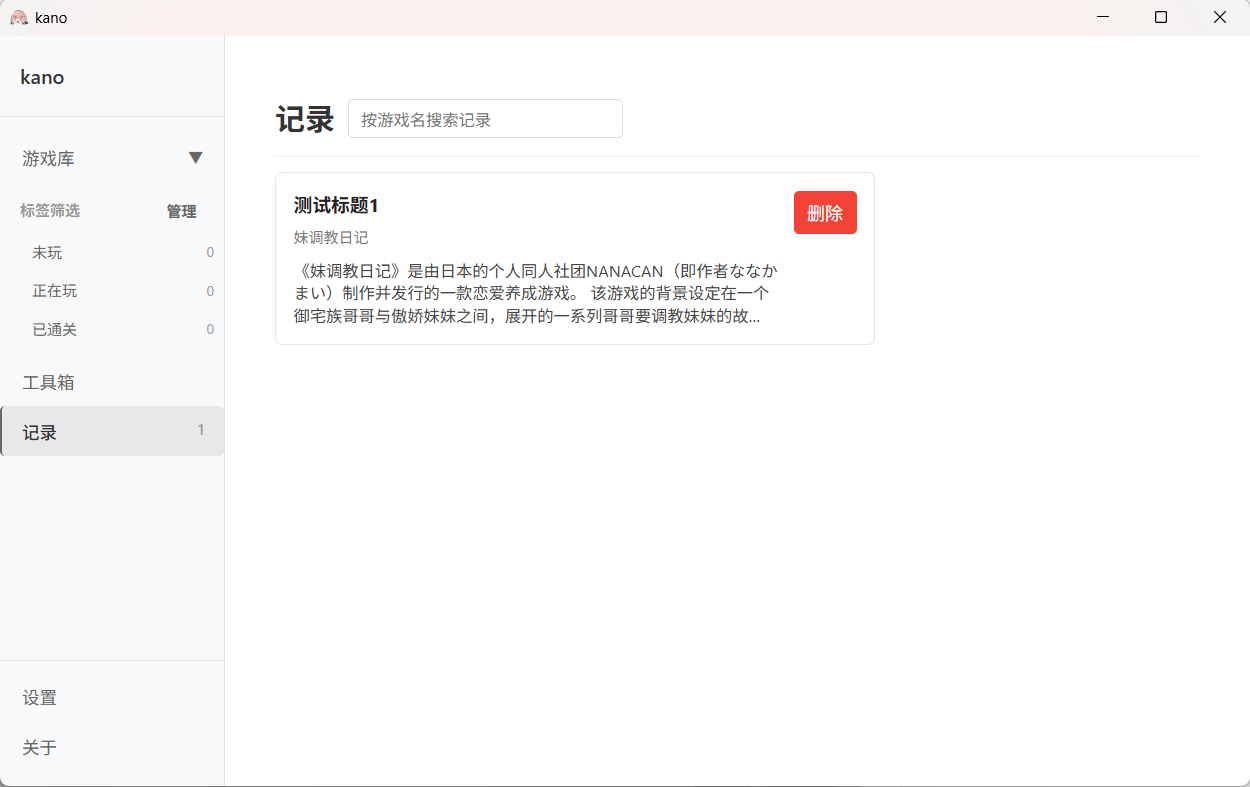 kano
kano
游戏库 ▼
标签筛选 管理
未玩 0
正在玩 0
已通关 0
工具箱
记录 1
设置
关于
记录 按游戏名搜索记录
测试标题1 删除
妹调教日记
《妹调教日记》是由日本的个人同人社团NANACAN（即作者ななか
まい）制作并发行的一款恋爱养成游戏。 该游戏的背景设定在一个
御宅族哥哥与傲娇妹妹之间，展开的一系列哥哥要调教妹妹的故...